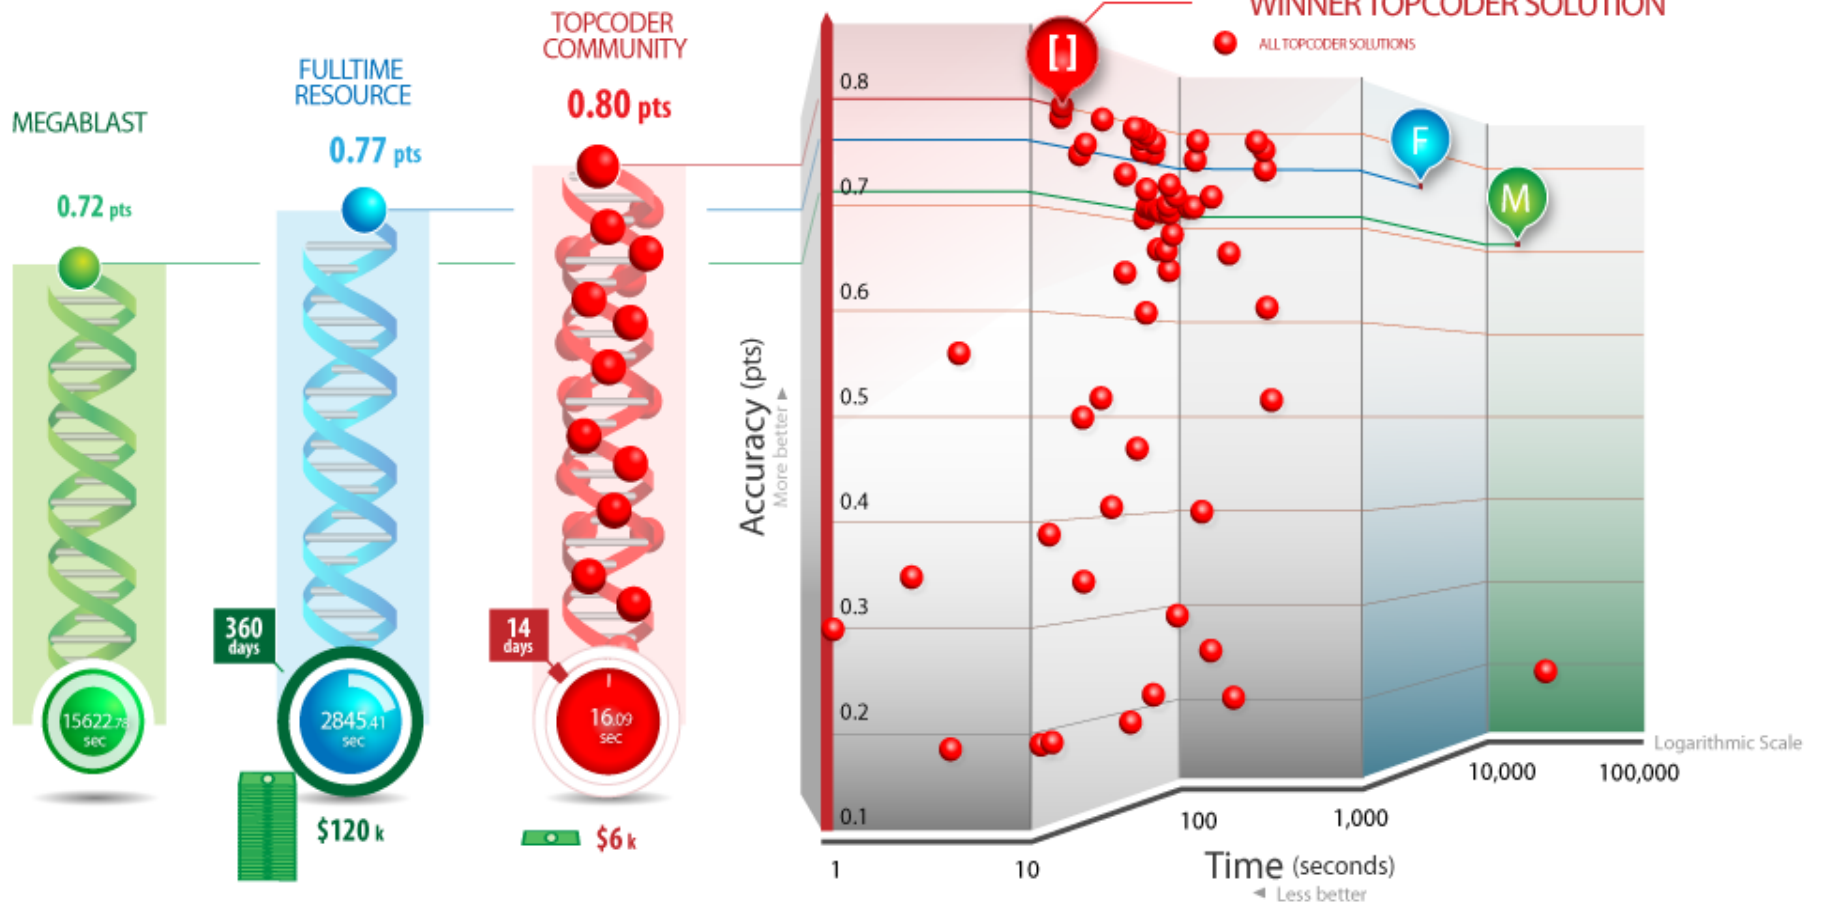 MEGABLAST
0.72 pts
15622.78
sec
FULLTIME
RESOURCE
0.77 pts
360
days
2845.41
sec
$120 k
TOPCODER
COMMUNITY
0.80 pts
14
days
16.09
sec
$6 k
WINNER TOPCODER SOLUTION
ALL TOPCODER SOLUTIONS
[ ]
F
M
Accuracy (pts)
More better ▶
0.8
0.7
0.6
0.5
0.4
0.3
0.2
0.1
1
10
100
1,000
10,000
100,000
Logarithmic Scale
Time (seconds)
◀ Less better